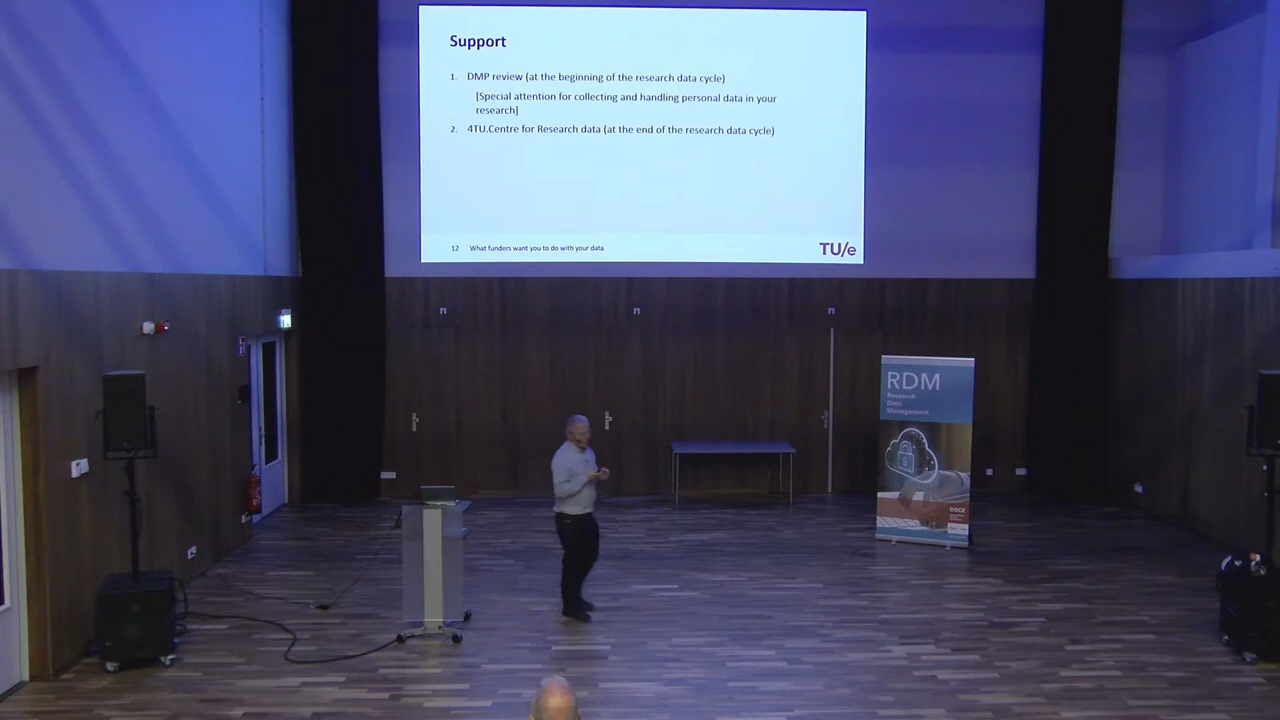 Support
1. DMP review (at the beginning of the research data cycle)
[Special attention for collecting and handling personal data in your
research]
2. 4TU.Centre for Research data (at the end of the research data cycle)
12 What funders want you to do with your data
TU/e
RDM
Research
Data
Management
DSCE